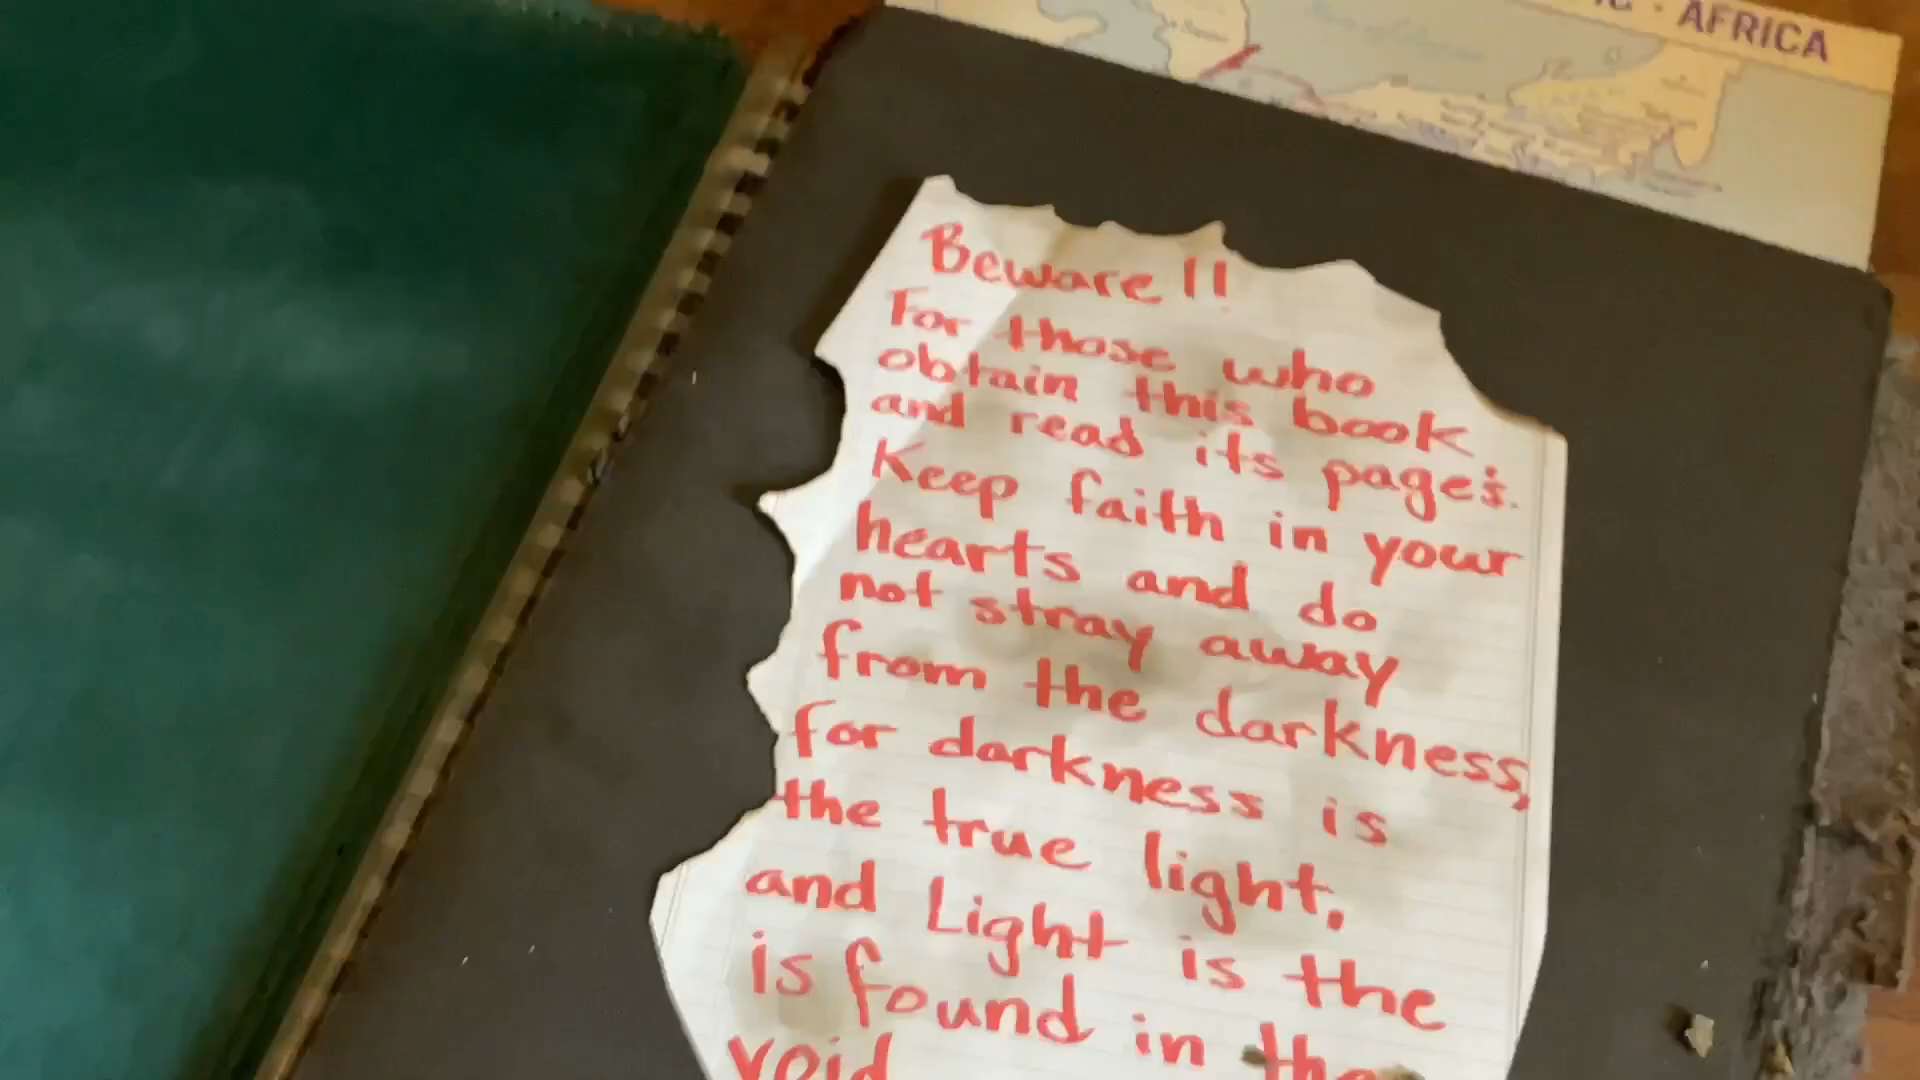 AFRICA
Beware!!
For those who
obtain this book
and read its pages.
Keep faith in your
hearts and do
not stray away
from the darkness,
for darkness is
the true light,
and Light is the
is found in the
void